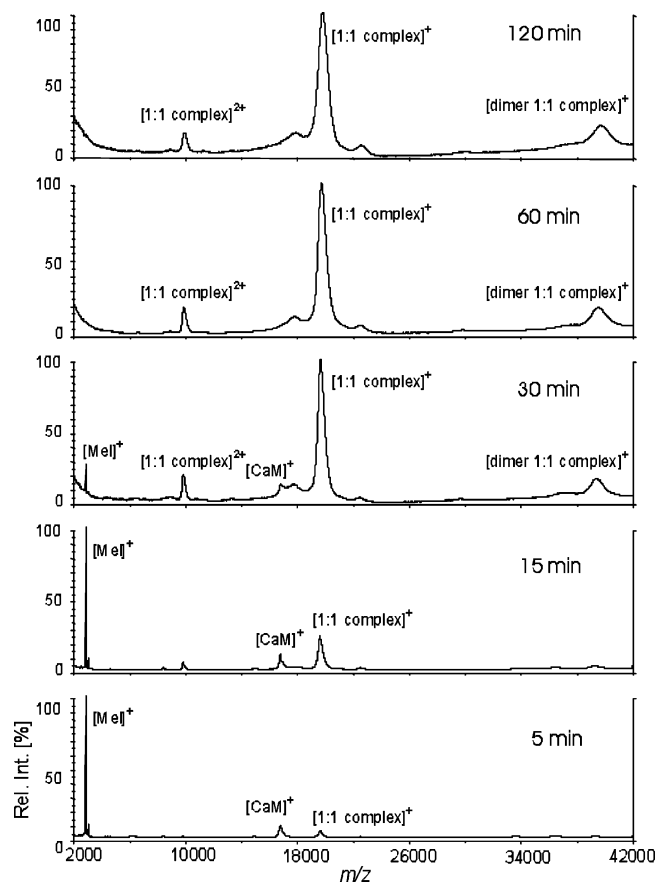 100
50
0
120 min
[1:1 complex]⁺
[1:1 complex]²⁺
[dimer 1:1 complex]⁺
100
50
0
60 min
[1:1 complex]⁺
[1:1 complex]²⁺
[dimer 1:1 complex]⁺
100
50
0
30 min
[1:1 complex]⁺
[Mel]⁺
[1:1 complex]²⁺
[CaM]⁺
[dimer 1:1 complex]⁺
100
50
0
15 min
[Mel]⁺
[CaM]⁺
[1:1 complex]⁺
100
50
0
5 min
[Mel]⁺
[CaM]⁺
[1:1 complex]⁺
Rel. Int. [%]
2000 10000 18000 26000 34000 42000
m/z